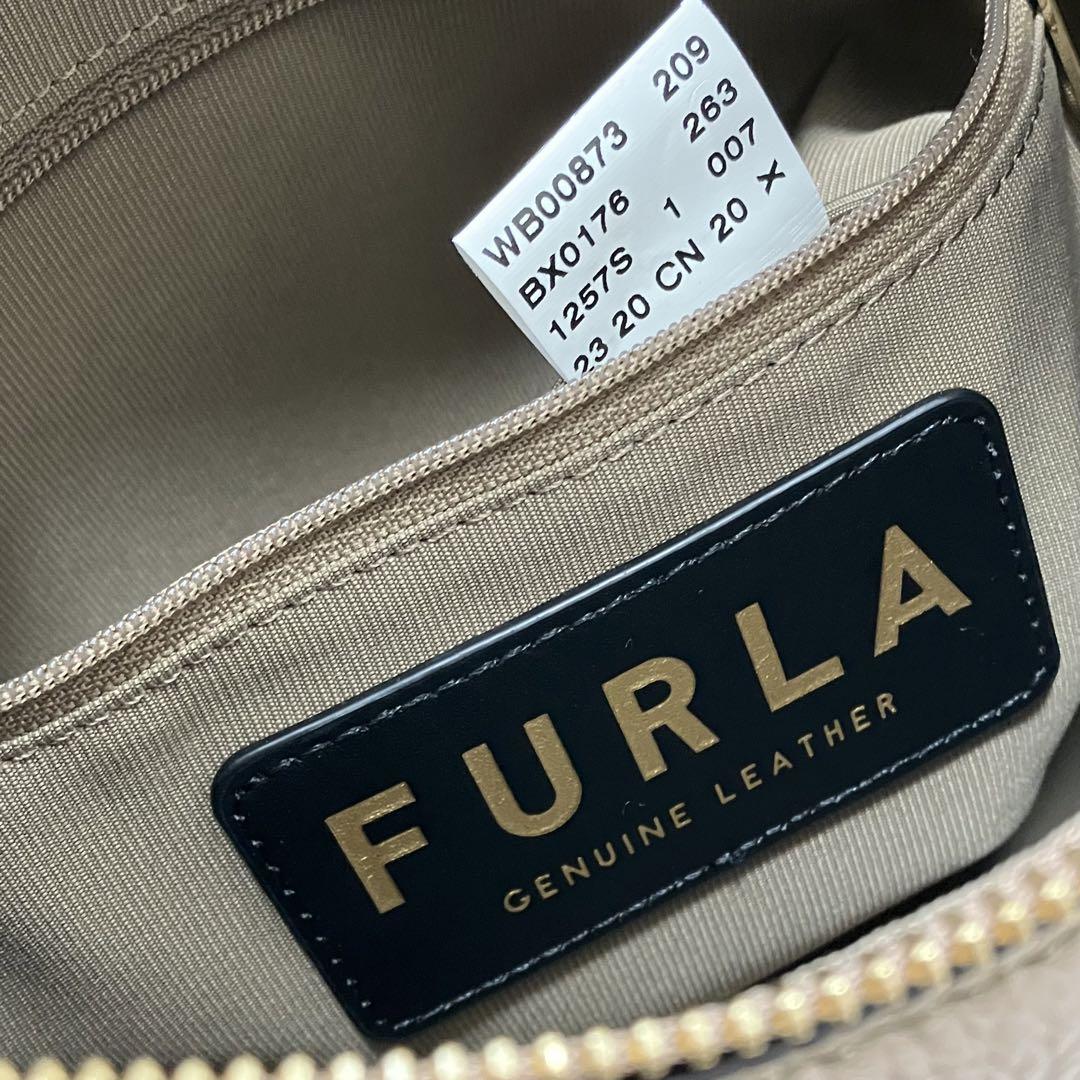 WB00873 209
BX0176 263
1257S 1 007
23 20 CN 20 X
FURLA
GENUINE LEATHER